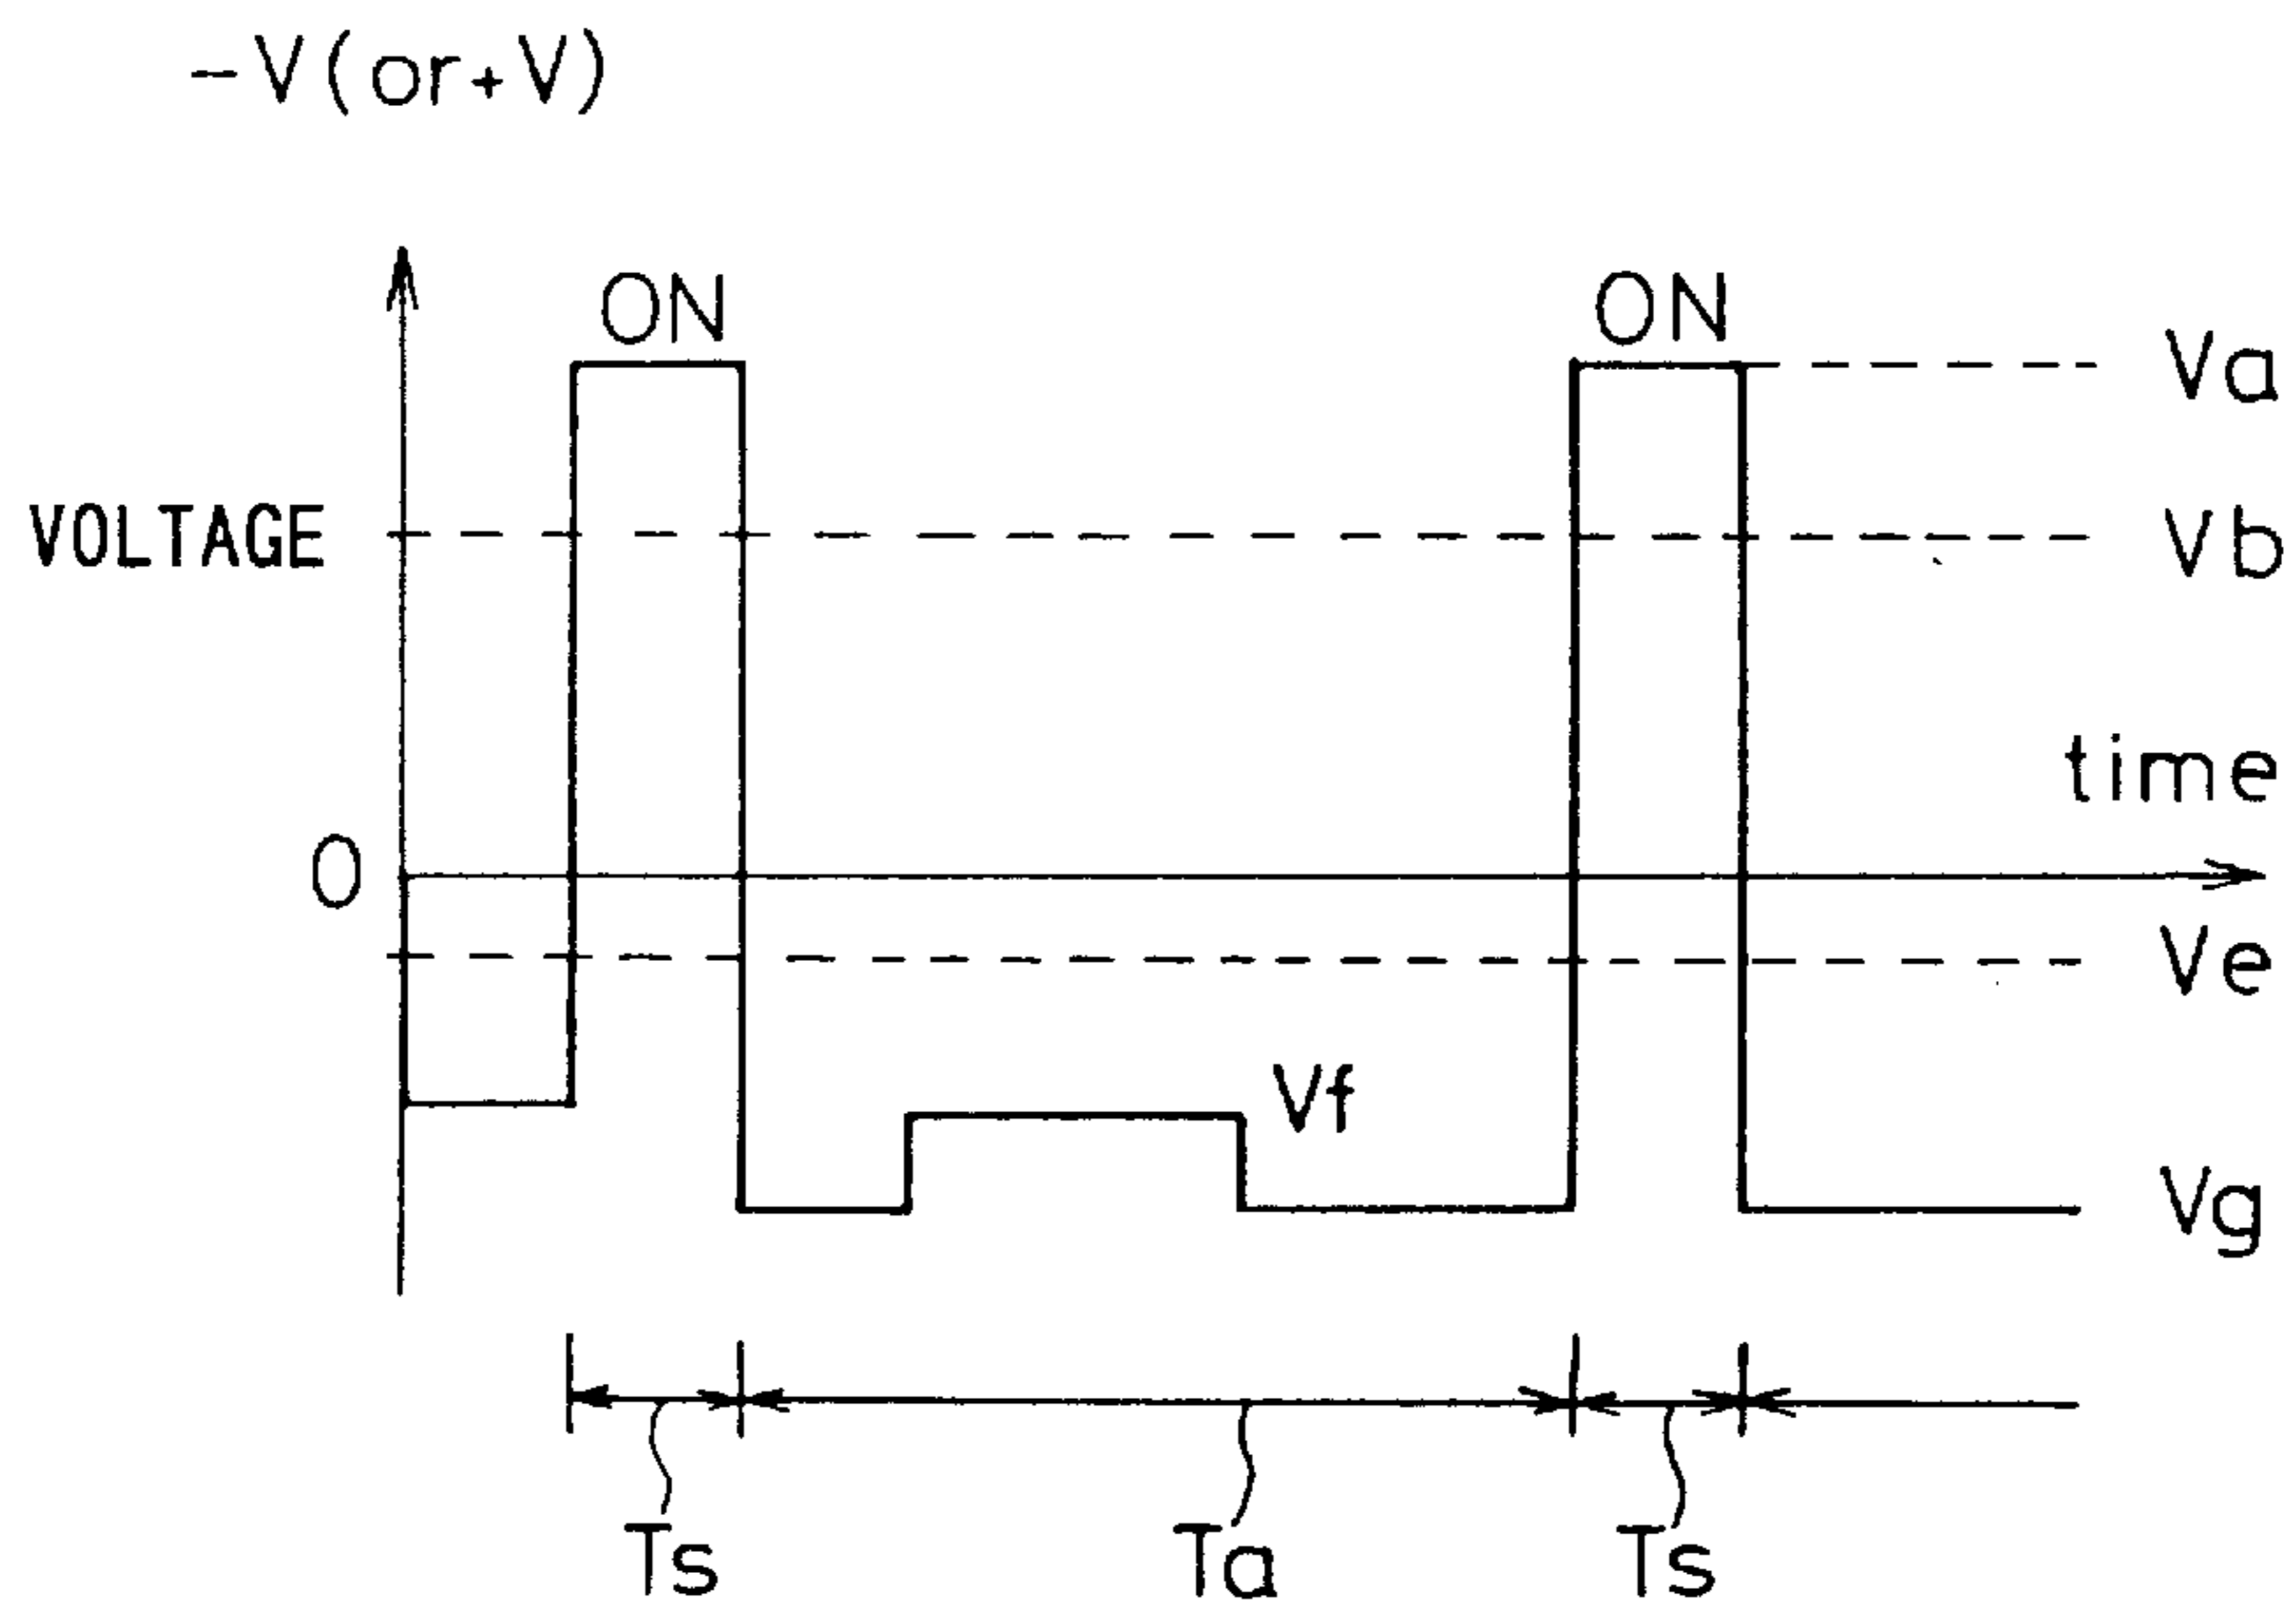 -V(or+V)
ON
ON
Va
VOLTAGE
Vb
time
0
Ve
Vf
Vg
Ts
Ta
Ts